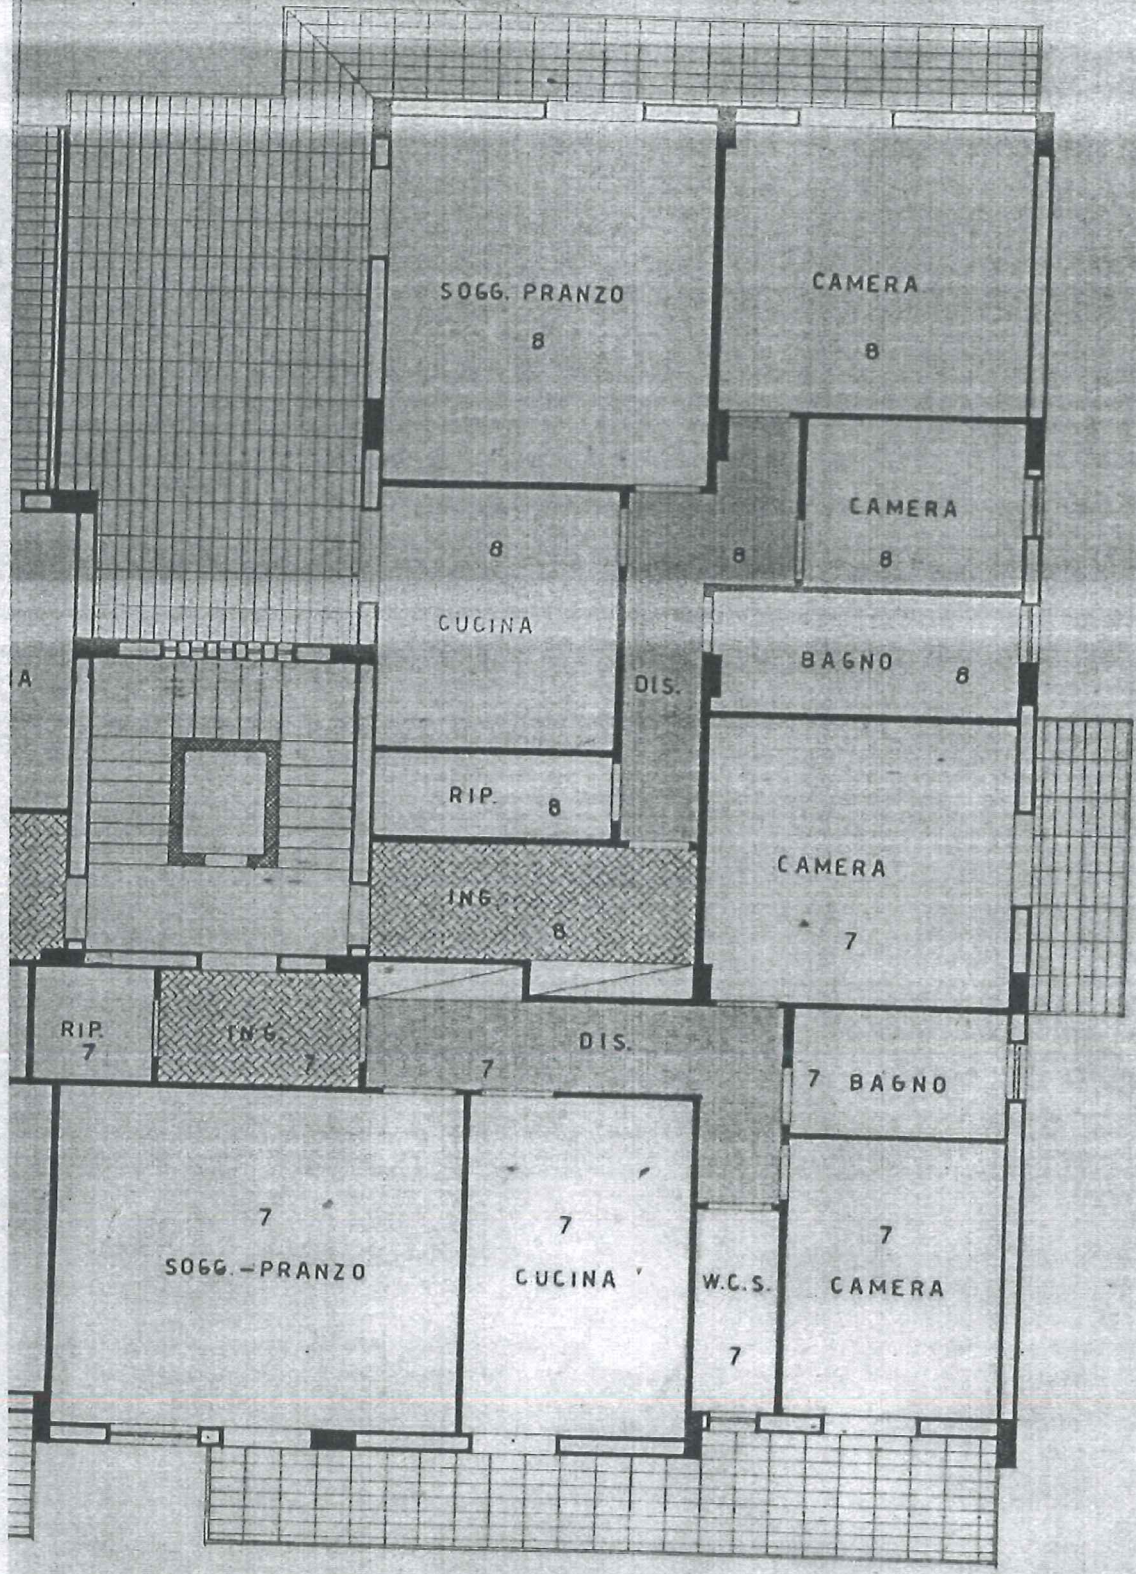 SOGG. PRANZO
8
CAMERA
8
CAMERA
8
8
8
CUCINA
BAGNO 8
DIS.
A
RIP. 8
CAMERA
7
ING.
8
RIP.
7
ING.
7
DIS.
7
7 BAGNO
7
SOGG.-PRANZO
7
CUCINA
W.C.S.
7
7
CAMERA